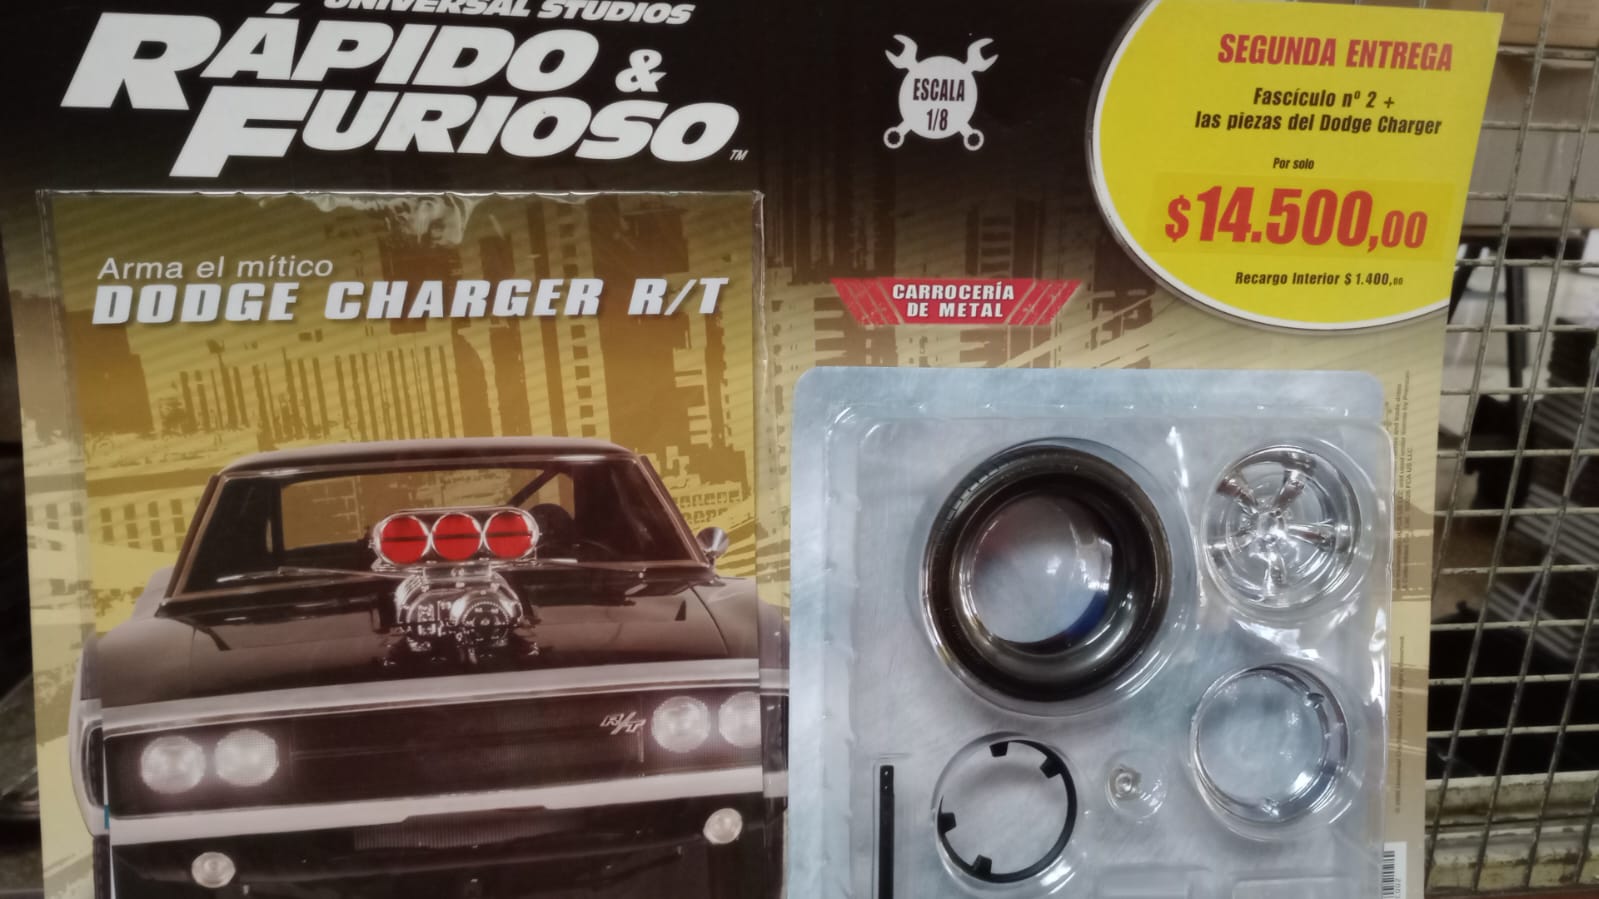 UNIVERSAL STUDIOS
RÁPIDO &
FURIOSO TM
Arma el mítico
DODGE CHARGER R/T
ESCALA
1/8
CARROCERÍA
DE METAL
SEGUNDA ENTREGA
Fascículo nº 2 +
las piezas del Dodge Charger
Por solo
$14.500,00
Recargo Interior $ 1.400,00
R/T